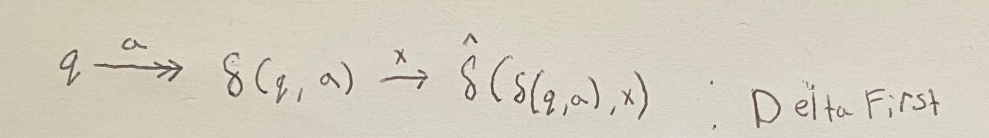 q —a↠ δ(q, a) —x→ δ̂(δ(q,a),x) : Delta First